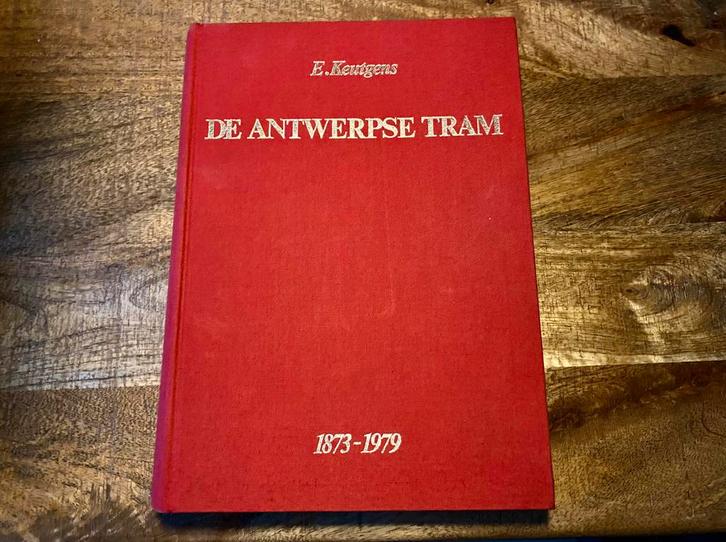 E. Keutgens
DE ANTWERPSE TRAM
1873-1979